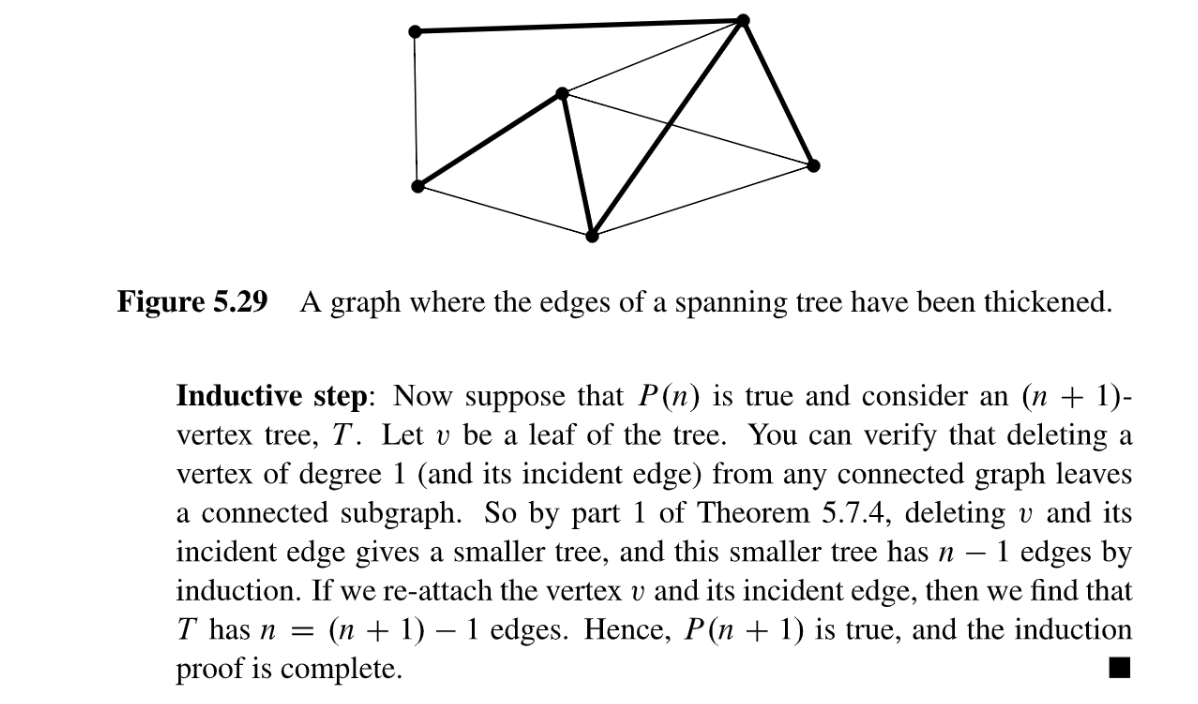 Figure 5.29 A graph where the edges of a spanning tree have been thickened.
Inductive step: Now suppose that P(n) is true and consider an (n + 1)-
vertex tree, T. Let v be a leaf of the tree. You can verify that deleting a
vertex of degree 1 (and its incident edge) from any connected graph leaves
a connected subgraph. So by part 1 of Theorem 5.7.4, deleting v and its
incident edge gives a smaller tree, and this smaller tree has n − 1 edges by
induction. If we re-attach the vertex v and its incident edge, then we find that
T has n = (n + 1) − 1 edges. Hence, P(n + 1) is true, and the induction
proof is complete. ■